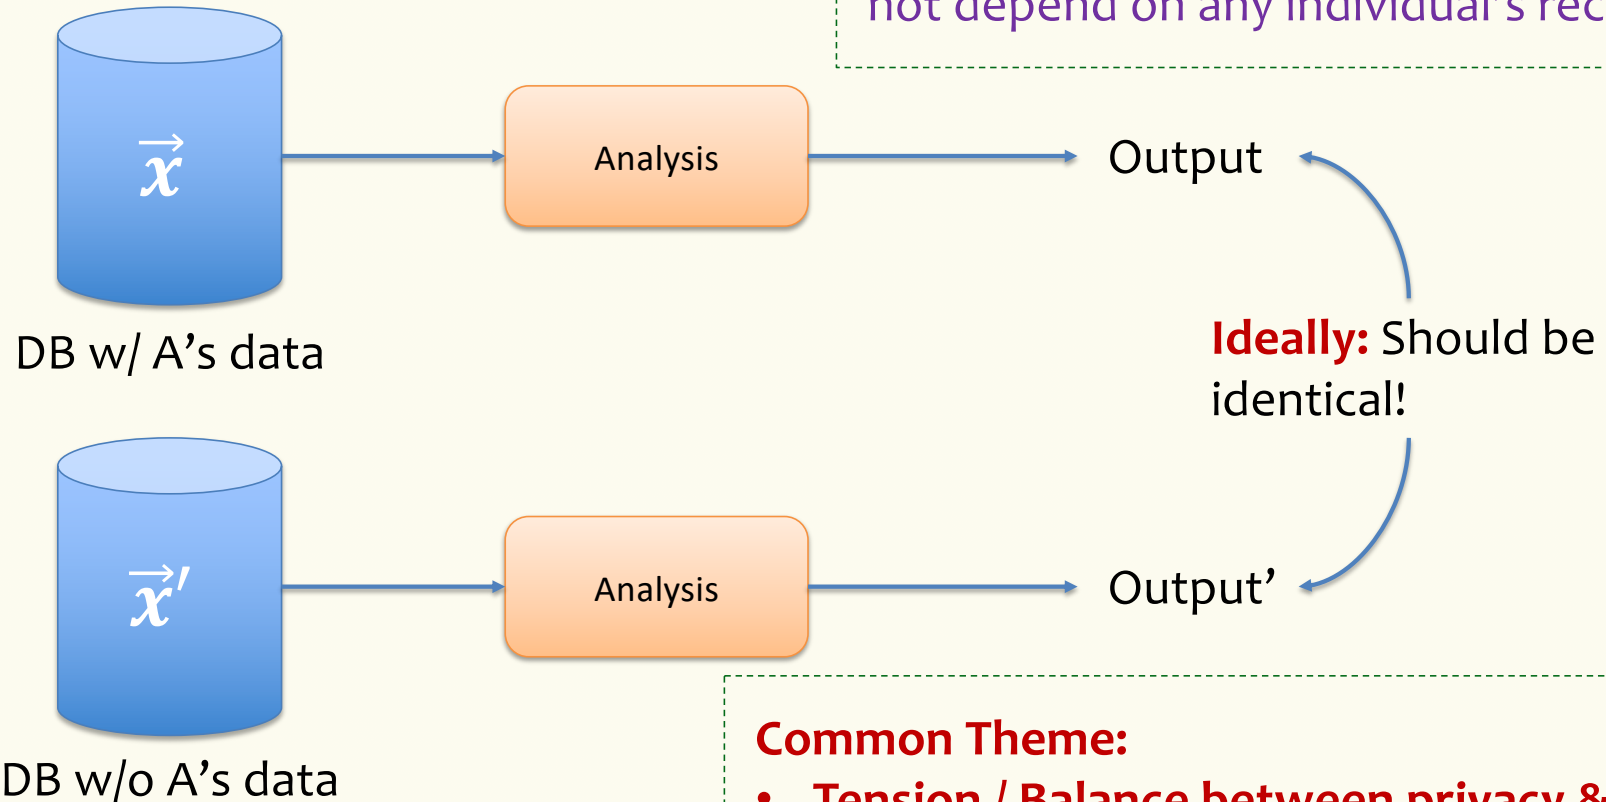 not depend on any individual's rec
x⃗
Analysis
Output
DB w/ A's data
Ideally: Should be
identical!
x⃗′
Analysis
Output'
DB w/o A's data
Common Theme:
• Tension / Balance between privacy &